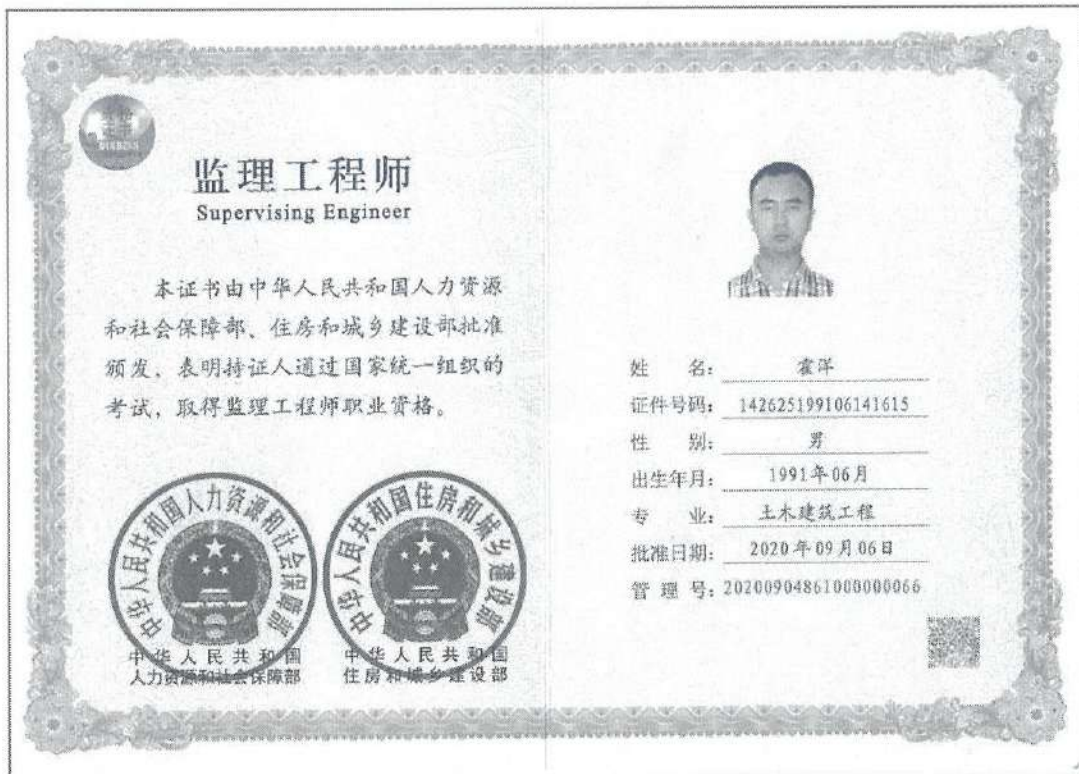 监理工程师
Supervising Engineer
本证书由中华人民共和国人力资源
和社会保障部、住房和城乡建设部批准
颁发，表明持证人通过国家统一组织的
考试，取得监理工程师职业资格。
中华人民共和国人力资源和社会保障部
中华人民共和国住房和城乡建设部
中华人民共和国
人力资源和社会保障部
中华人民共和国
住房和城乡建设部
姓 名： 霍洋
证件号码： 142625199106141615
性 别： 男
出生年月： 1991年06月
专 业： 土木建筑工程
批准日期： 2020年09月06日
管 理 号：20200904861000000066